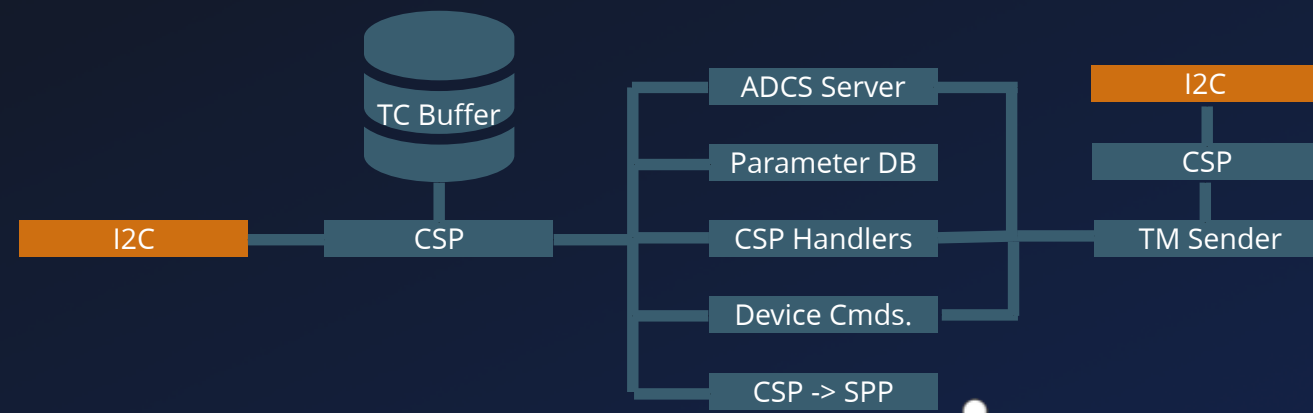 TC Buffer
I2C
CSP
ADCS Server
Parameter DB
CSP Handlers
Device Cmds.
CSP -> SPP
I2C
CSP
TM Sender